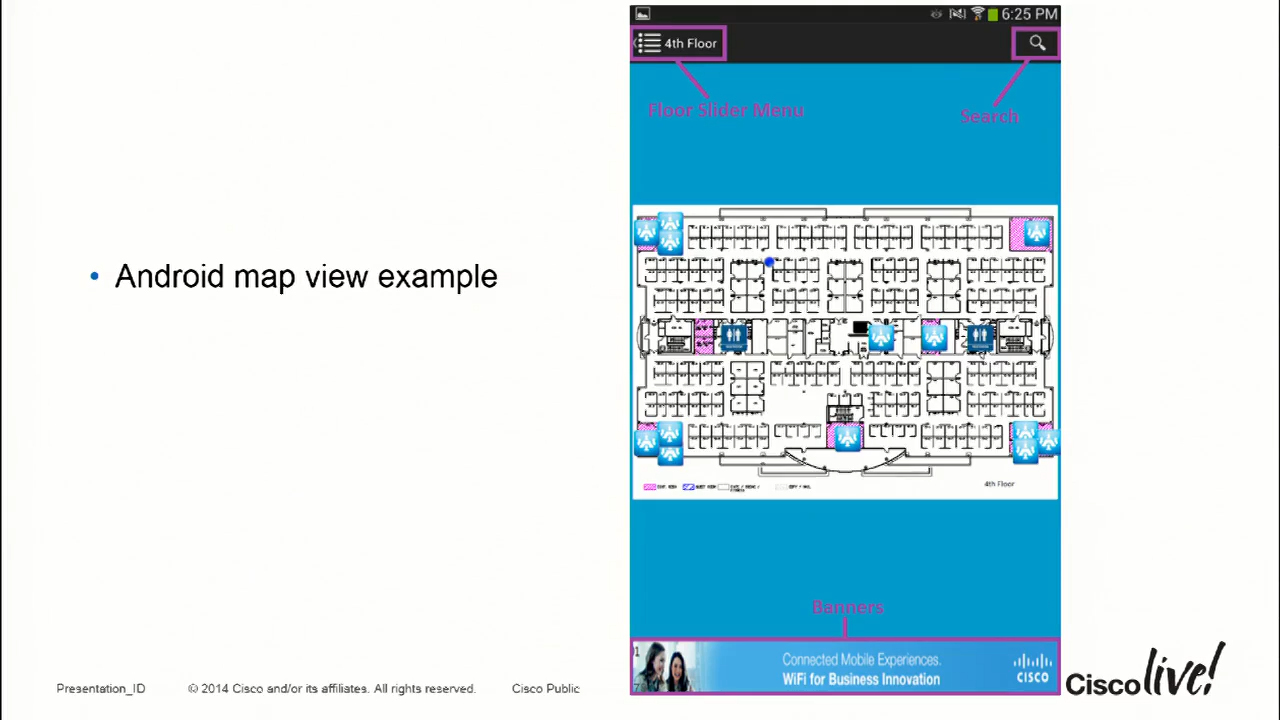 6:25 PM
4th Floor
Floor Slider Menu
Search
• Android map view example
4th Floor
Banners
Connected Mobile Experiences.
WiFi for Business Innovation
CISCO
Presentation_ID
© 2014 Cisco and/or its affiliates. All rights reserved.
Cisco Public
Cisco live!